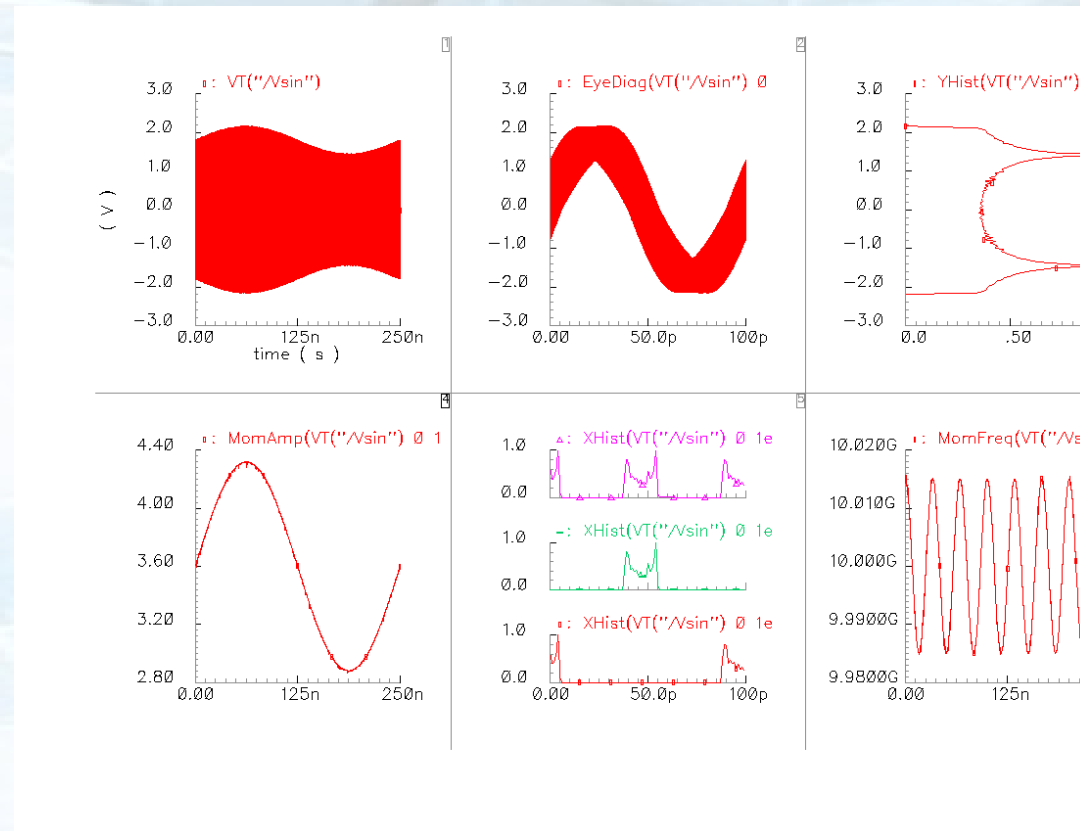 1
VT("/Vsin")
3.0
2.0
1.0
0.0
−1.0
−2.0
−3.0
( V )
0.00 125n 250n
time ( s )
2
EyeDiag(VT("/Vsin") 0
3.0
2.0
1.0
0.0
−1.0
−2.0
−3.0
0.00 50.0p 100p
YHist(VT("/Vsin")
3.0
2.0
1.0
0.0
−1.0
−2.0
−3.0
0.0 .50
4
MomAmp(VT("/Vsin") 0 1
4.40
4.00
3.60
3.20
2.80
0.00 125n 250n
5
XHist(VT("/Vsin") 0 1e
1.0
0.0
XHist(VT("/Vsin") 0 1e
1.0
0.0
XHist(VT("/Vsin") 0 1e
1.0
0.0
0.00 50.0p 100p
MomFreq(VT("/Vs
10.020G
10.010G
10.000G
9.9900G
9.9800G
0.00 125n